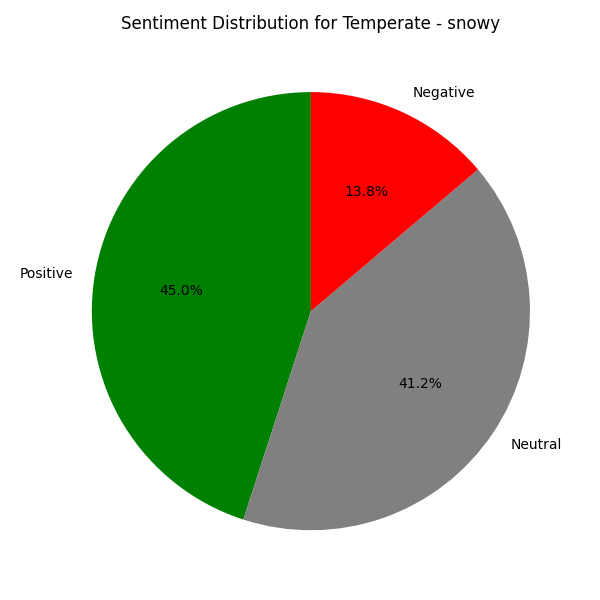 Sentiment Distribution for Temperate - snowy
Negative
13.8%
Positive
45.0%
41.2%
Neutral